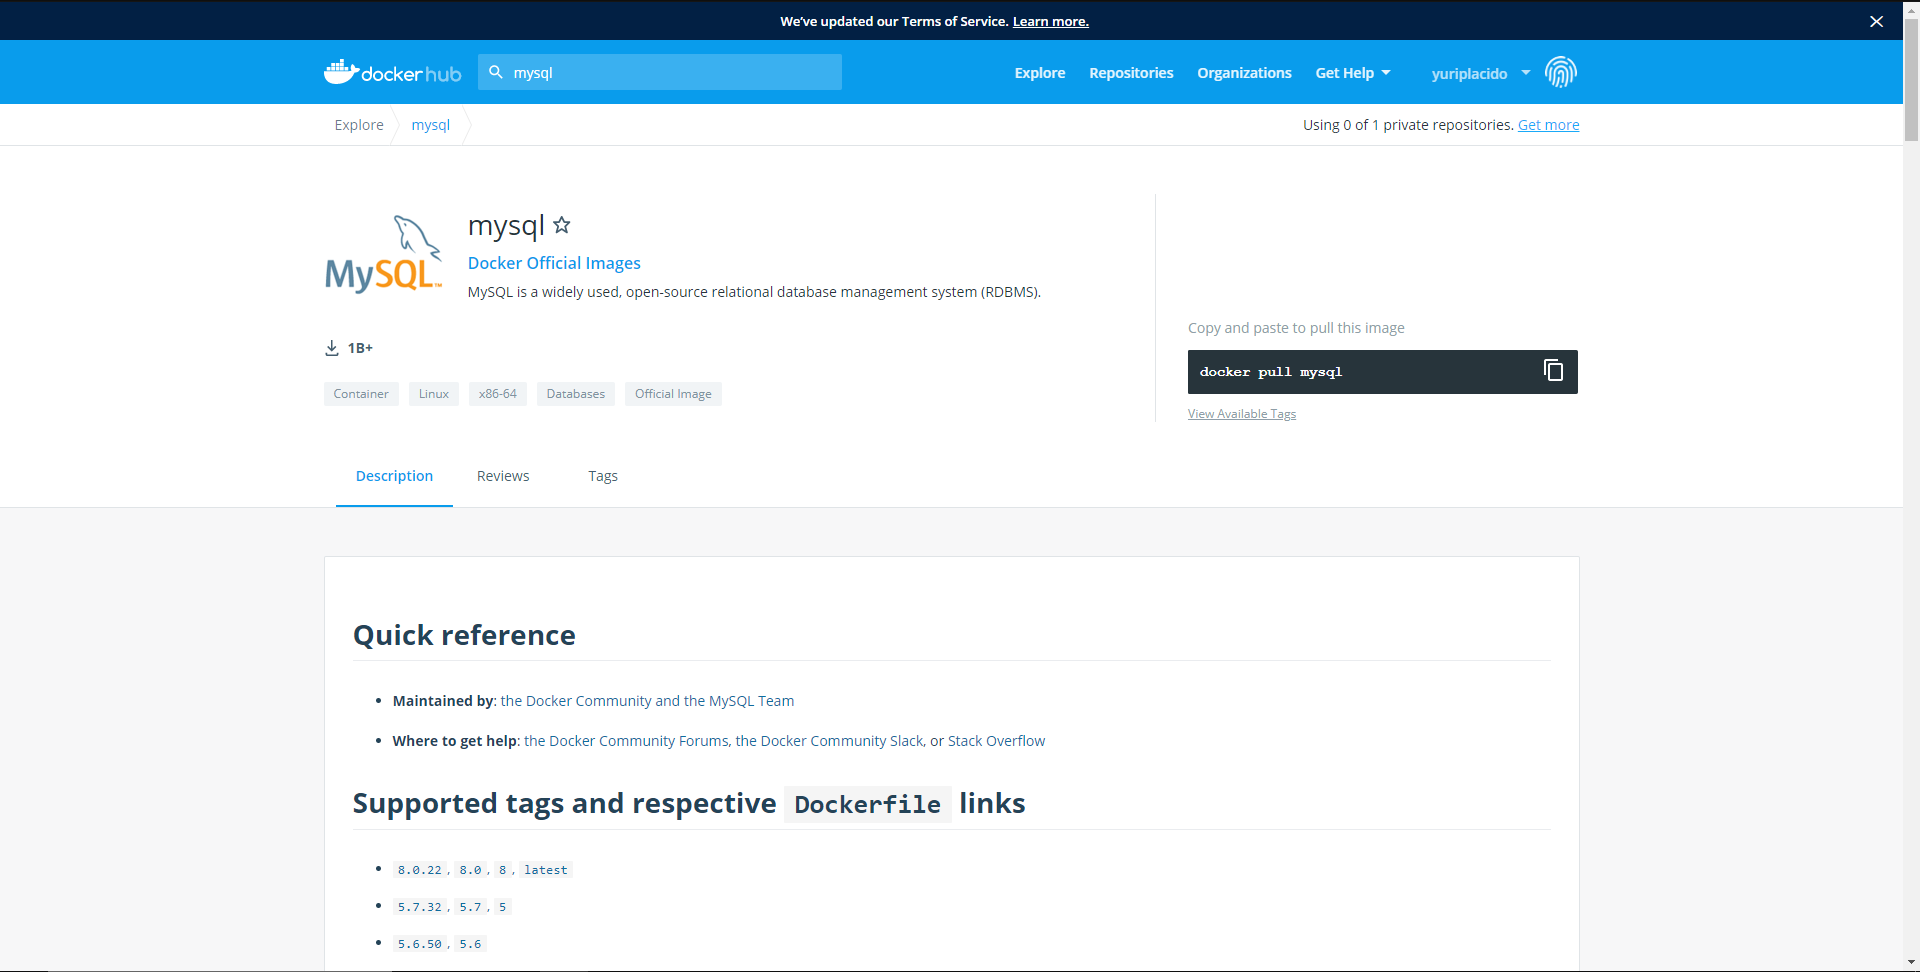 We've updated our Terms of Service. Learn more.
docker hub
mysql
Explore
Repositories
Organizations
Get Help
yuriplacido
Explore
mysql
Using 0 of 1 private repositories. Get more
MySQL™
mysql
Docker Official Images
MySQL is a widely used, open-source relational database management system (RDBMS).
1B+
Container
Linux
x86-64
Databases
Official Image
Copy and paste to pull this image
docker pull mysql
View Available Tags
Description
Reviews
Tags
Quick reference
• Maintained by: the Docker Community and the MySQL Team
• Where to get help: the Docker Community Forums, the Docker Community Slack, or Stack Overflow
Supported tags and respective Dockerfile links
• 8.0.22, 8.0, 8, latest
• 5.7.32, 5.7, 5
• 5.6.50, 5.6